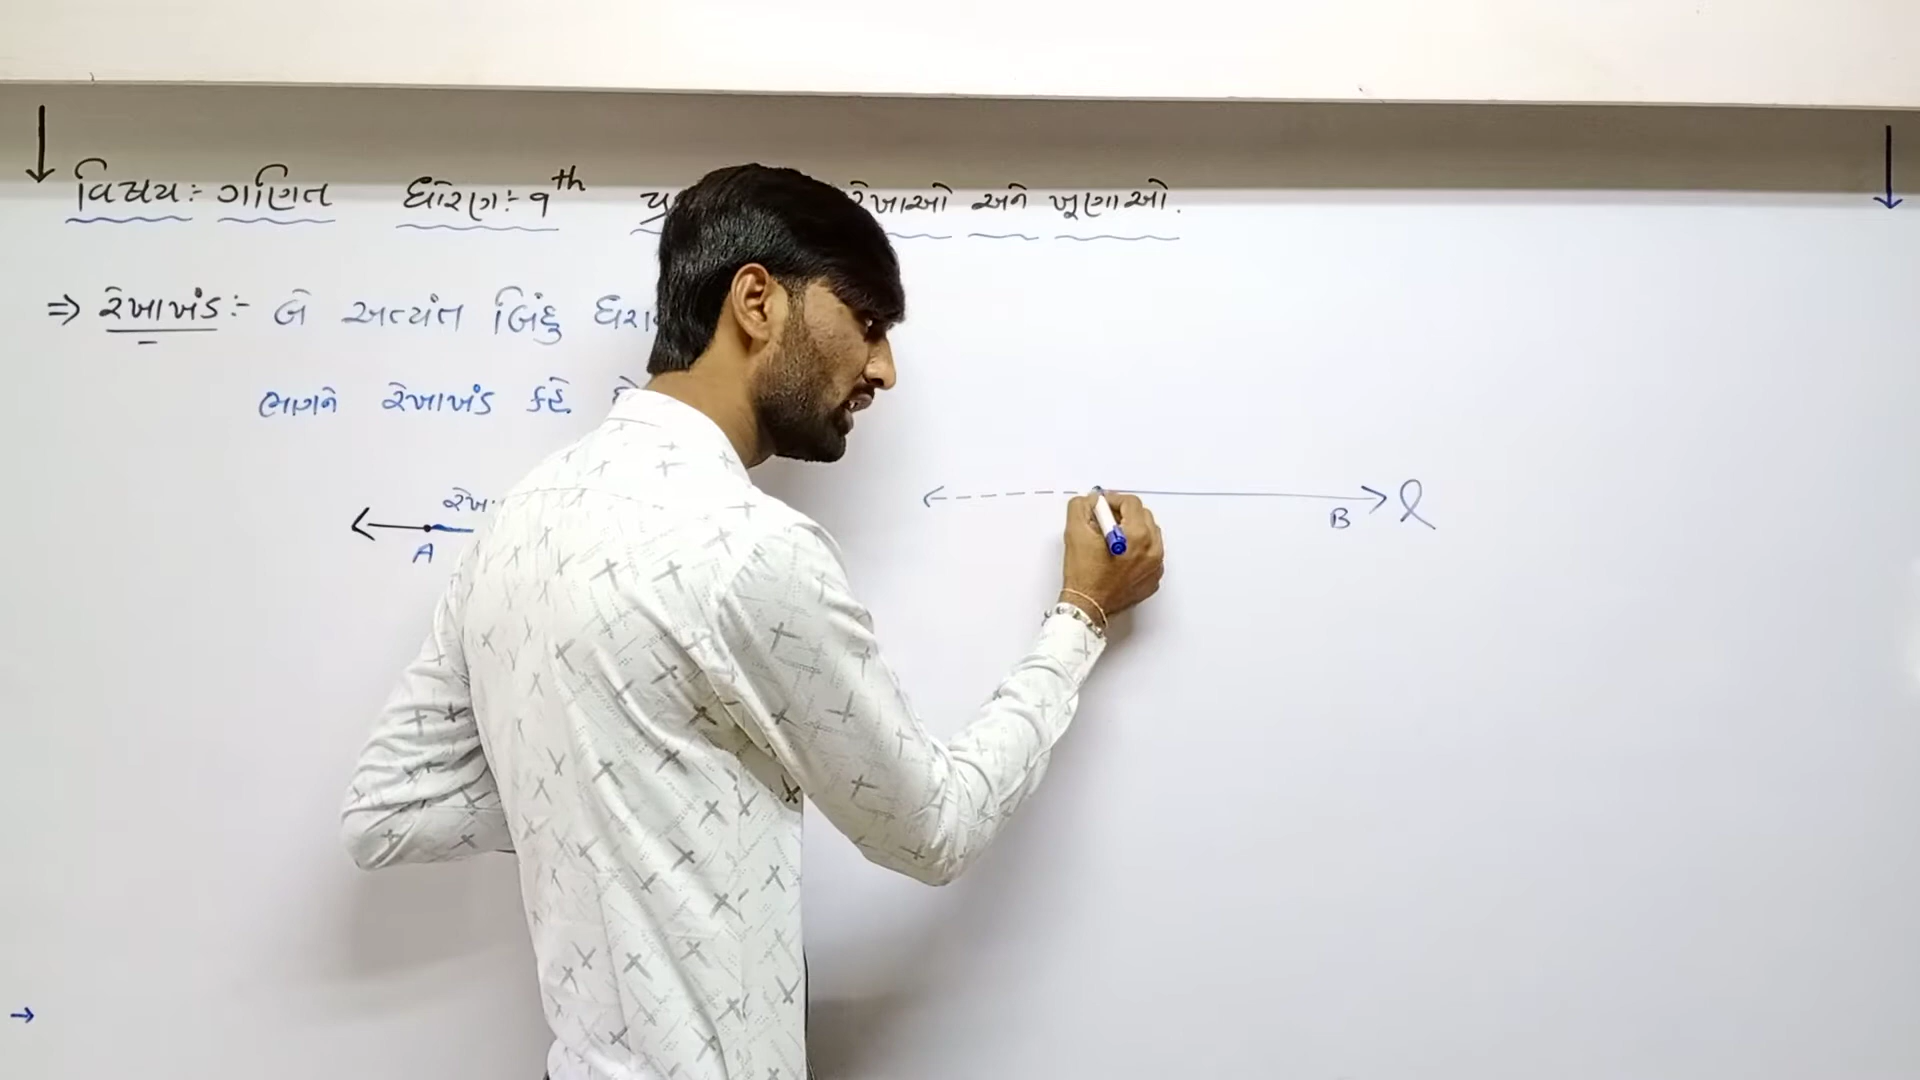 વિષય:- ગણિત ધોરણ:- 9th રેખાઓ અને ખૂણાઓ.
⇒ રેખાખંડ:- બે અત્યંત બિંદુ
ભાગને રેખાખંડ કહે
A
B l
→